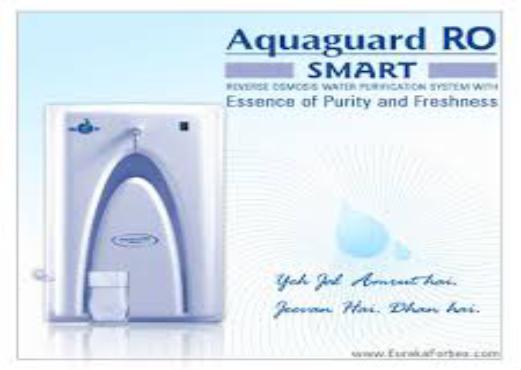 Aquaguard RO
SMART
REVERSE OSMOSIS WATER PURIFICATION SYSTEM WITH
Essence of Purity and Freshness
Yeh Jal Amrut hai.
Jeevan Hai. Dhan hai.
www.EurekaForbes.com